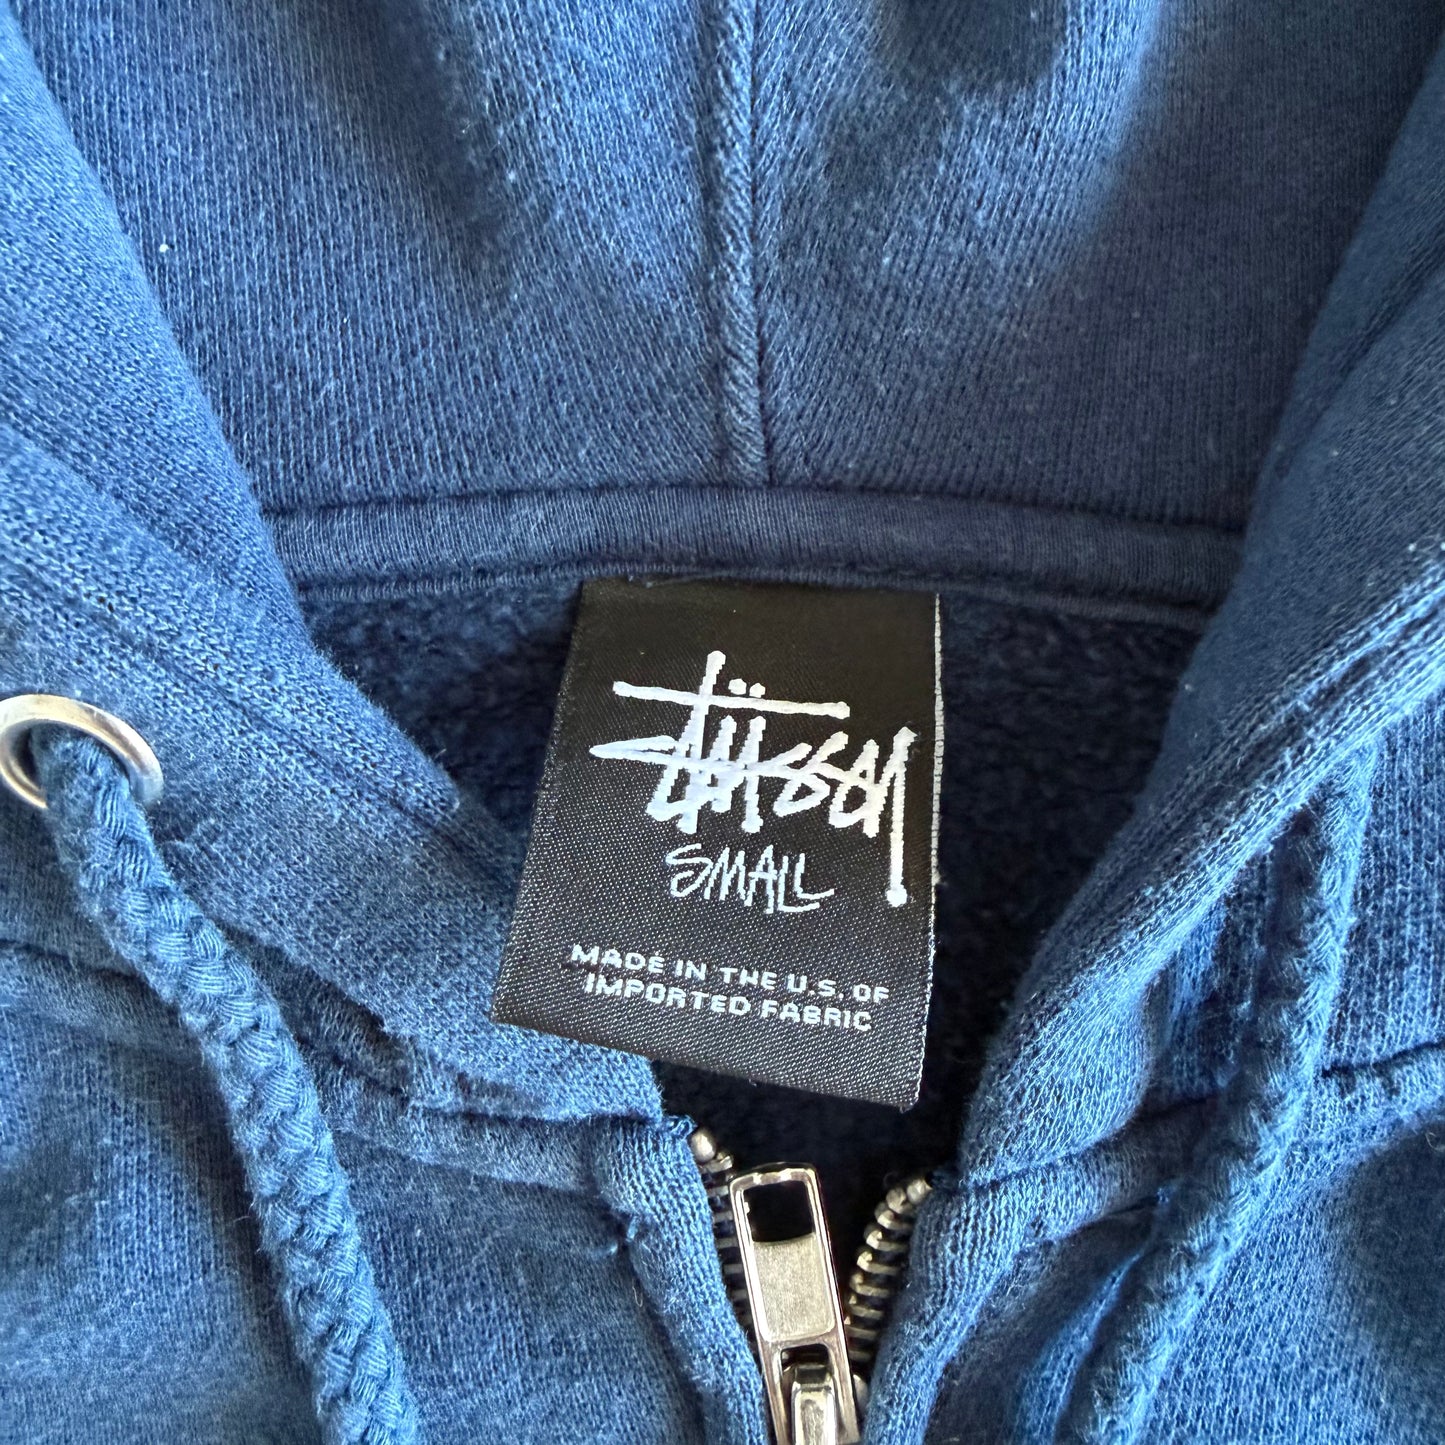 Stüssy
SMALL
MADE IN THE U.S. OF
IMPORTED FABRIC